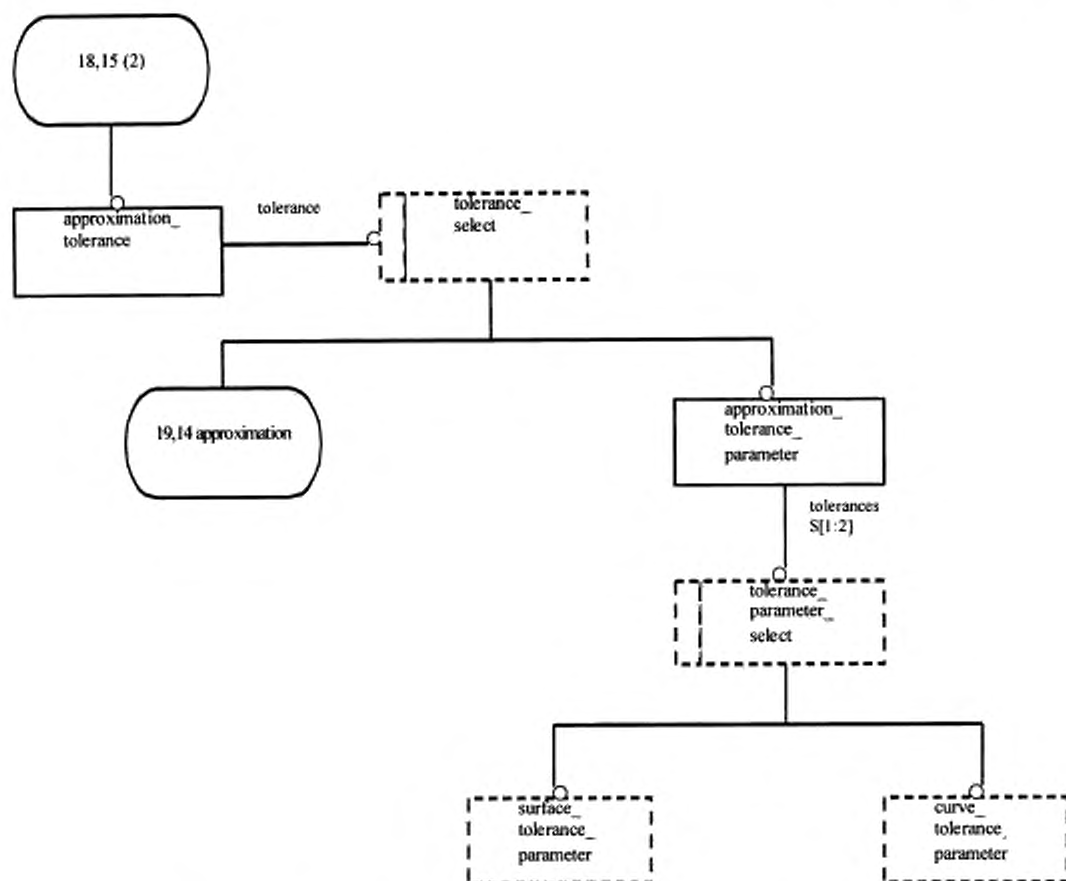 18,15 (2)
approximation_
tolerance
tolerance
tolerance_
select
19,14 approximation
approximation_
tolerance_
parameter
tolerances
S[1:2]
tolerance_
parameter_
select
surface_
tolerance_
parameter
curve_
tolerance_
parameter